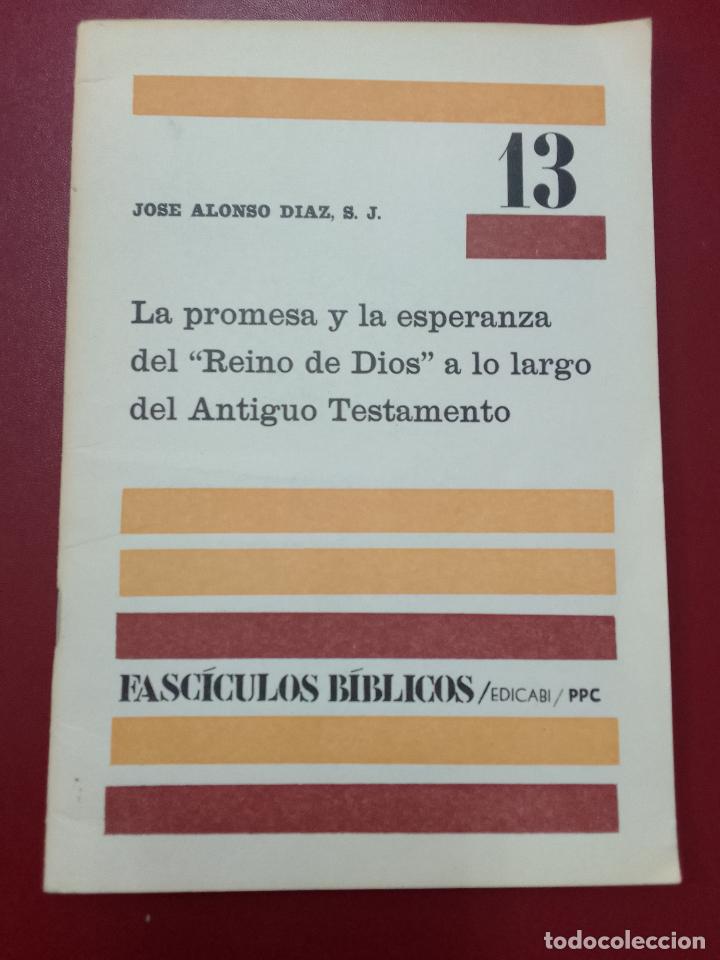 13
JOSE ALONSO DIAZ, S. J.
La promesa y la esperanza
del “Reino de Dios” a lo largo
del Antiguo Testamento
FASCÍCULOS BÍBLICOS/EDICABI/PPC
todocoleccion